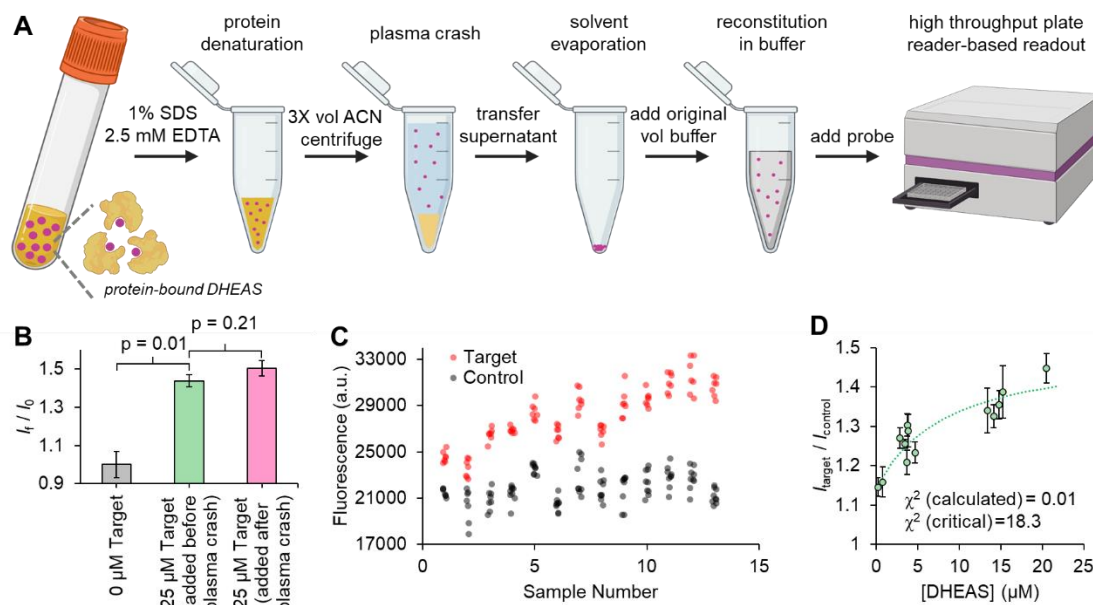 A
protein
denaturation
plasma crash
solvent
evaporation
reconstitution
in buffer
high throughput plate
reader-based readout
1% SDS
2.5 mM EDTA
3X vol ACN
centrifuge
transfer
supernatant
add original
vol buffer
add probe
protein-bound DHEAS
B
p = 0.01
p = 0.21
If / I0
1.5
1.3
1.1
0.9
0 µM Target
25 µM Target
(added before
plasma crash)
25 µM Target
(added after
plasma crash)
C
Fluorescence (a.u.)
33000
29000
25000
21000
17000
Target
Control
0
5
10
15
Sample Number
D
Itarget / Icontrol
1.5
1.4
1.3
1.2
1.1
χ² (calculated) = 0.01
χ² (critical)=18.3
0
5
10
15
20
25
[DHEAS] (µM)